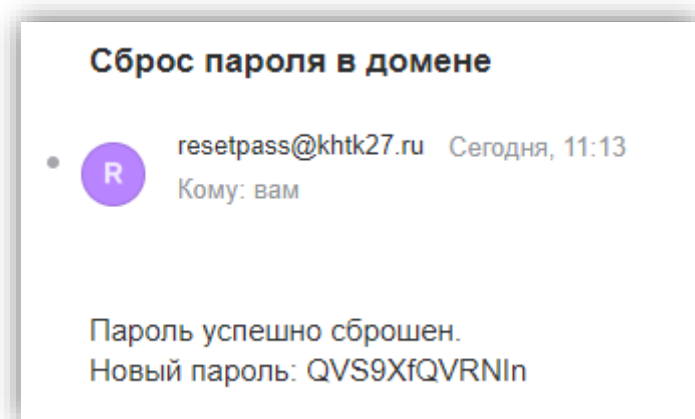 Сброс пароля в домене
resetpass@khtk27.ru Сегодня, 11:13
R
Кому: вам
Пароль успешно сброшен.
Новый пароль: QVS9XfQVRNIn